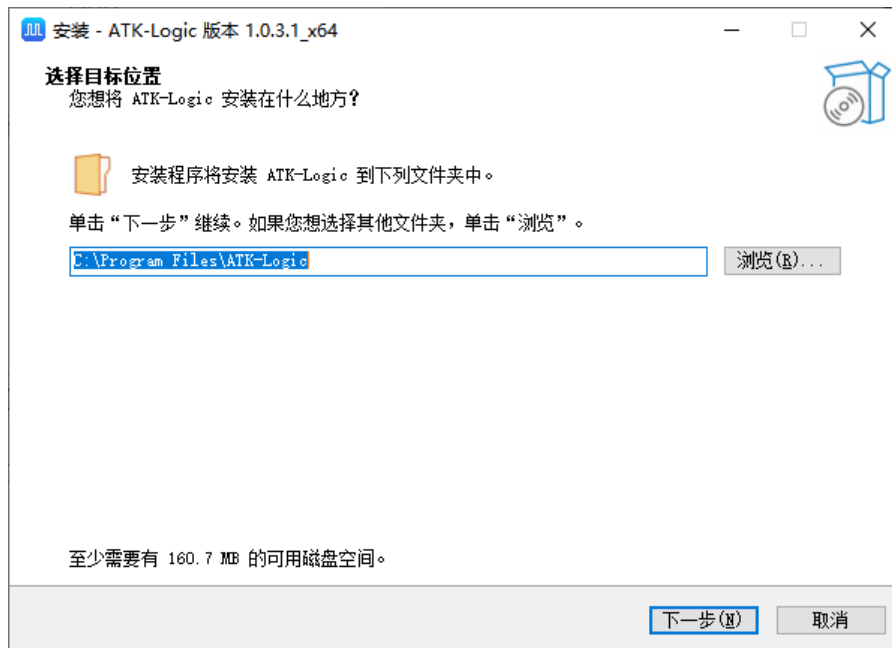 安装 - ATK-Logic 版本 1.0.3.1_x64
选择目标位置
您想将 ATK-Logic 安装在什么地方?
安装程序将安装 ATK-Logic 到下列文件夹中。
单击“下一步”继续。如果您想选择其他文件夹，单击“浏览”。
C:\Program Files\ATK-Logic
浏览(R)...
至少需要有 160.7 MB 的可用磁盘空间。
下一步(N)
取消